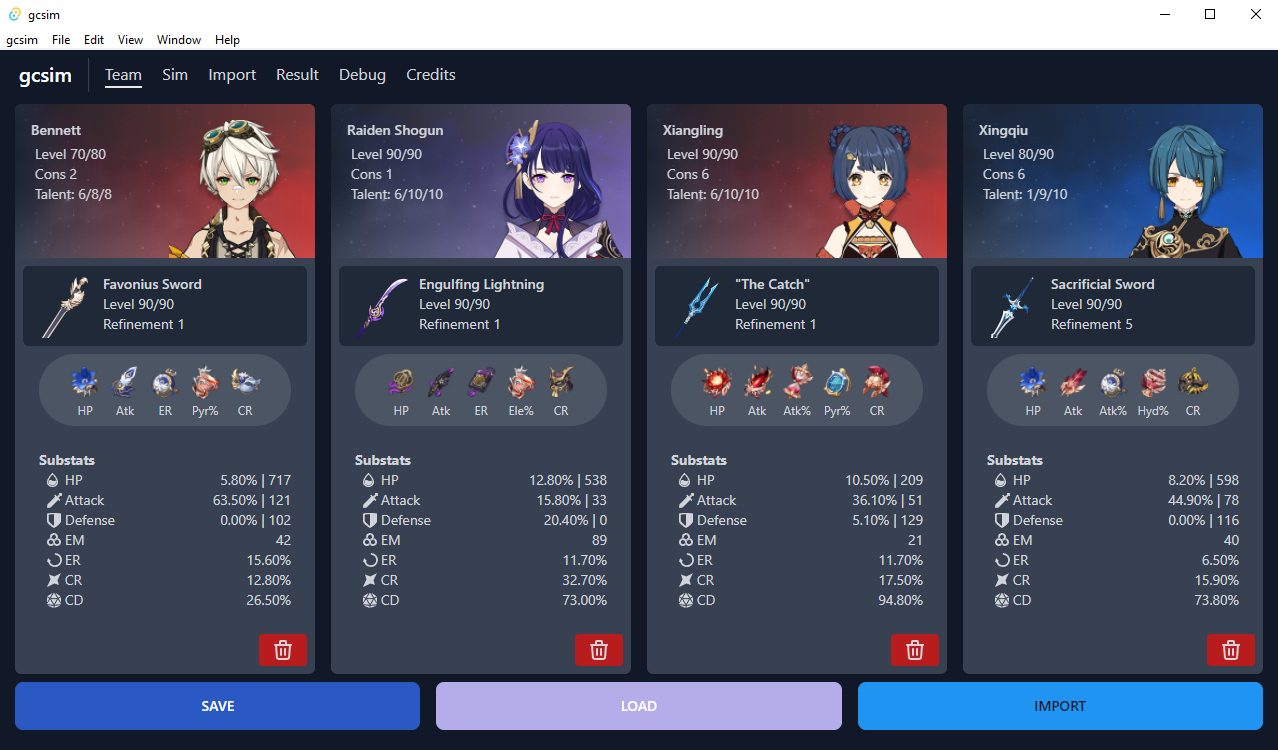 gcsim
gcsim File Edit View Window Help
gcsim Team Sim Import Result Debug Credits
Bennett
Level 70/80
Cons 2
Talent: 6/8/8
Favonius Sword
Level 90/90
Refinement 1
HP Atk ER Pyr% CR
Substats
HP 5.80% | 717
Attack 63.50% | 121
Defense 0.00% | 102
EM 42
ER 15.60%
CR 12.80%
CD 26.50%
Raiden Shogun
Level 90/90
Cons 1
Talent: 6/10/10
Engulfing Lightning
Level 90/90
Refinement 1
HP Atk ER Ele% CR
Substats
HP 12.80% | 538
Attack 15.80% | 33
Defense 20.40% | 0
EM 89
ER 11.70%
CR 32.70%
CD 73.00%
Xiangling
Level 90/90
Cons 6
Talent: 6/10/10
"The Catch"
Level 90/90
Refinement 1
HP Atk Atk% Pyr% CR
Substats
HP 10.50% | 209
Attack 36.10% | 51
Defense 5.10% | 129
EM 21
ER 11.70%
CR 17.50%
CD 94.80%
Xingqiu
Level 80/90
Cons 6
Talent: 1/9/10
Sacrificial Sword
Level 90/90
Refinement 5
HP Atk Atk% Hyd% CR
Substats
HP 8.20% | 598
Attack 44.90% | 78
Defense 0.00% | 116
EM 40
ER 6.50%
CR 15.90%
CD 73.80%
SAVE LOAD IMPORT